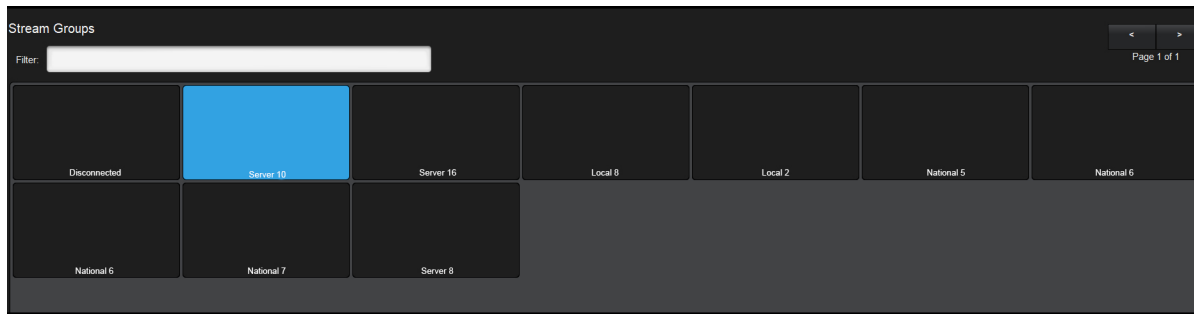 Stream Groups
< >
Filter:
Page 1 of 1
Disconnected
Server 10
Server 16
Local 8
Local 2
National 5
National 6
National 6
National 7
Server 8